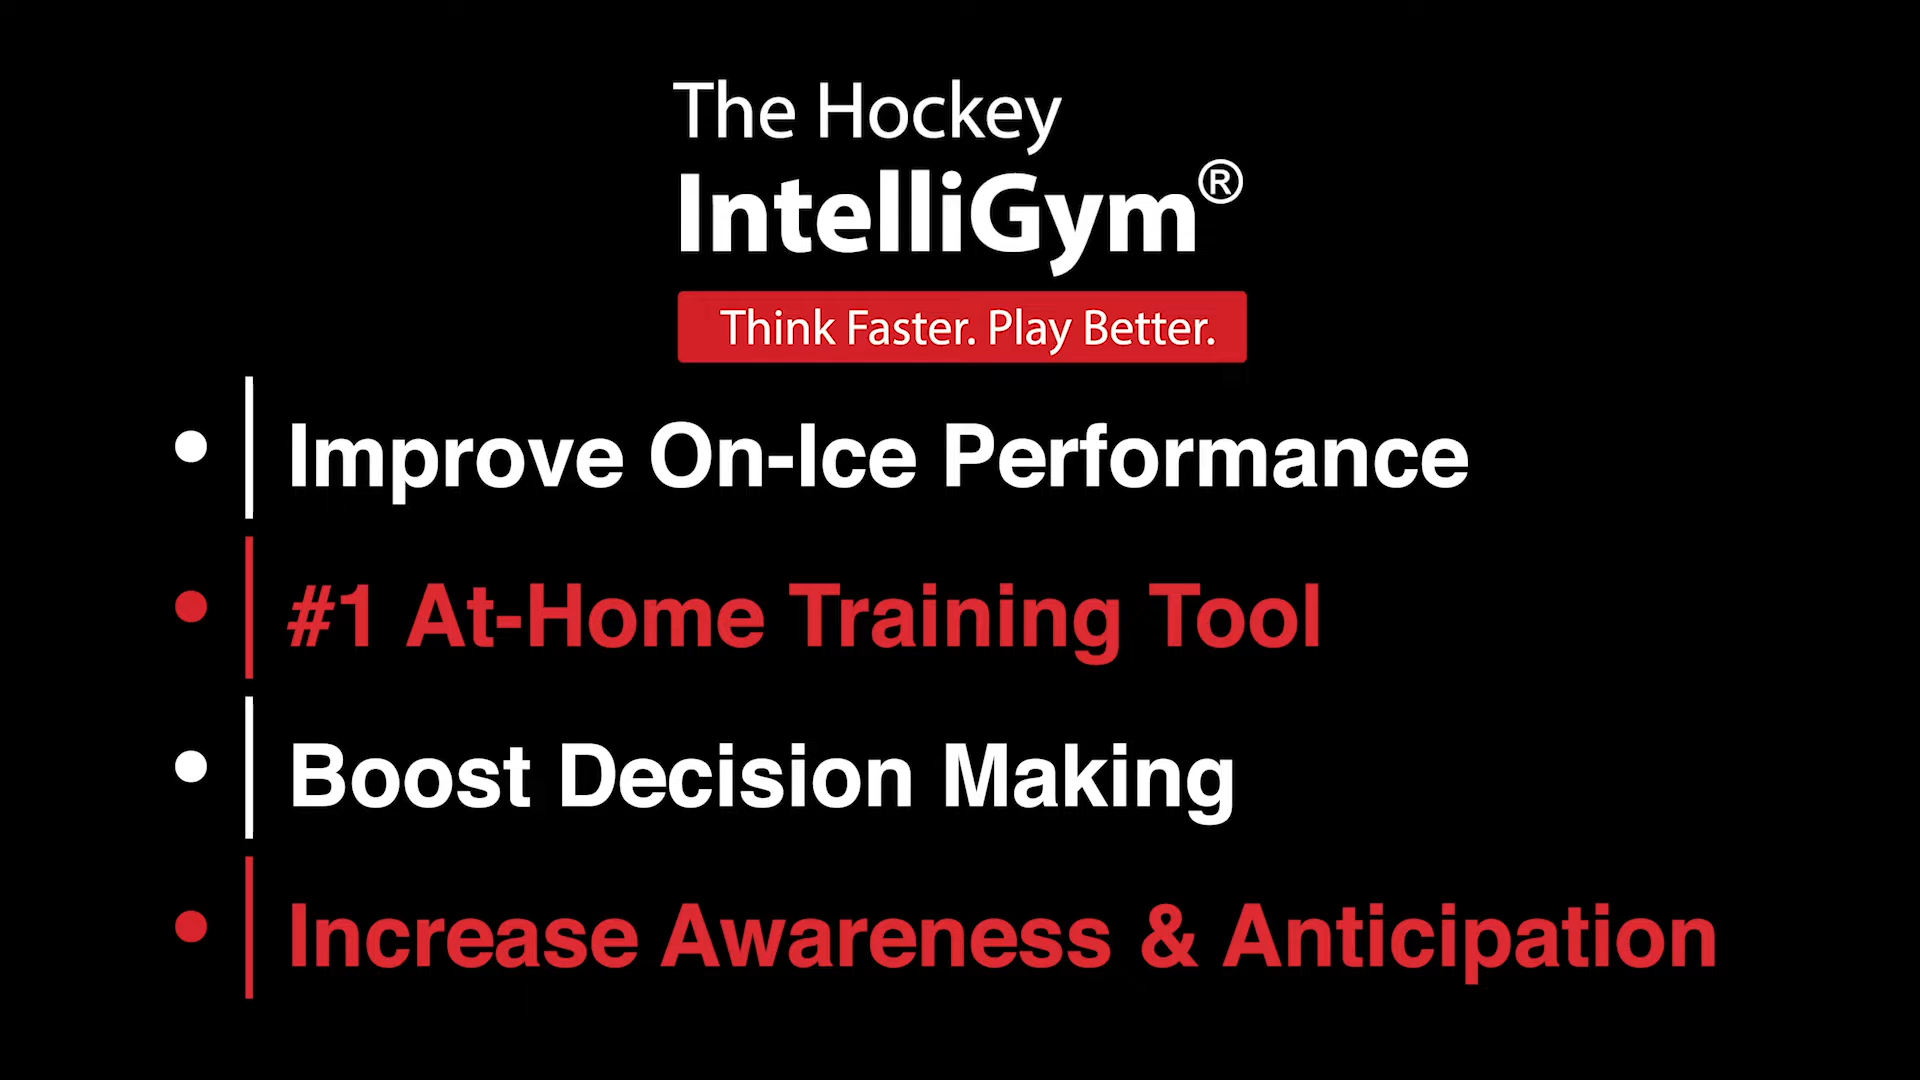 The Hockey
IntelliGym®
Think Faster. Play Better.
• Improve On-Ice Performance
• #1 At-Home Training Tool
• Boost Decision Making
• Increase Awareness & Anticipation